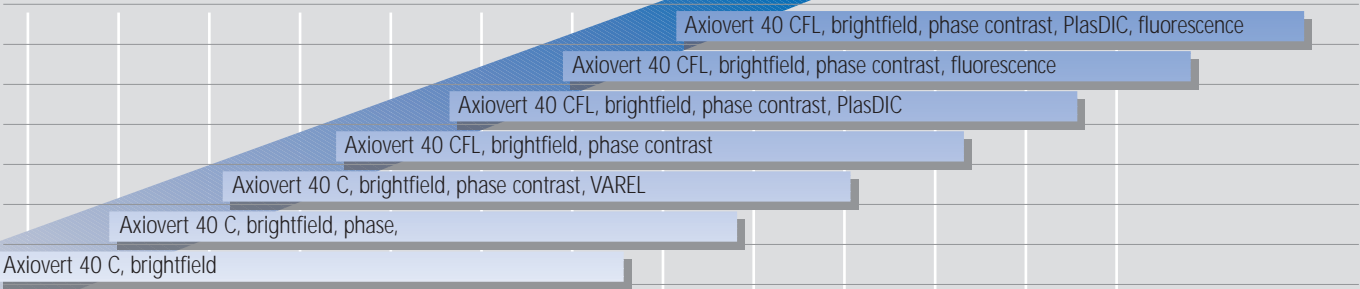 Axiovert 40 CFL, brightfield, phase contrast, PlasDIC, fluorescence
Axiovert 40 CFL, brightfield, phase contrast, fluorescence
Axiovert 40 CFL, brightfield, phase contrast, PlasDIC
Axiovert 40 CFL, brightfield, phase contrast
Axiovert 40 C, brightfield, phase contrast, VAREL
Axiovert 40 C, brightfield, phase,
Axiovert 40 C, brightfield